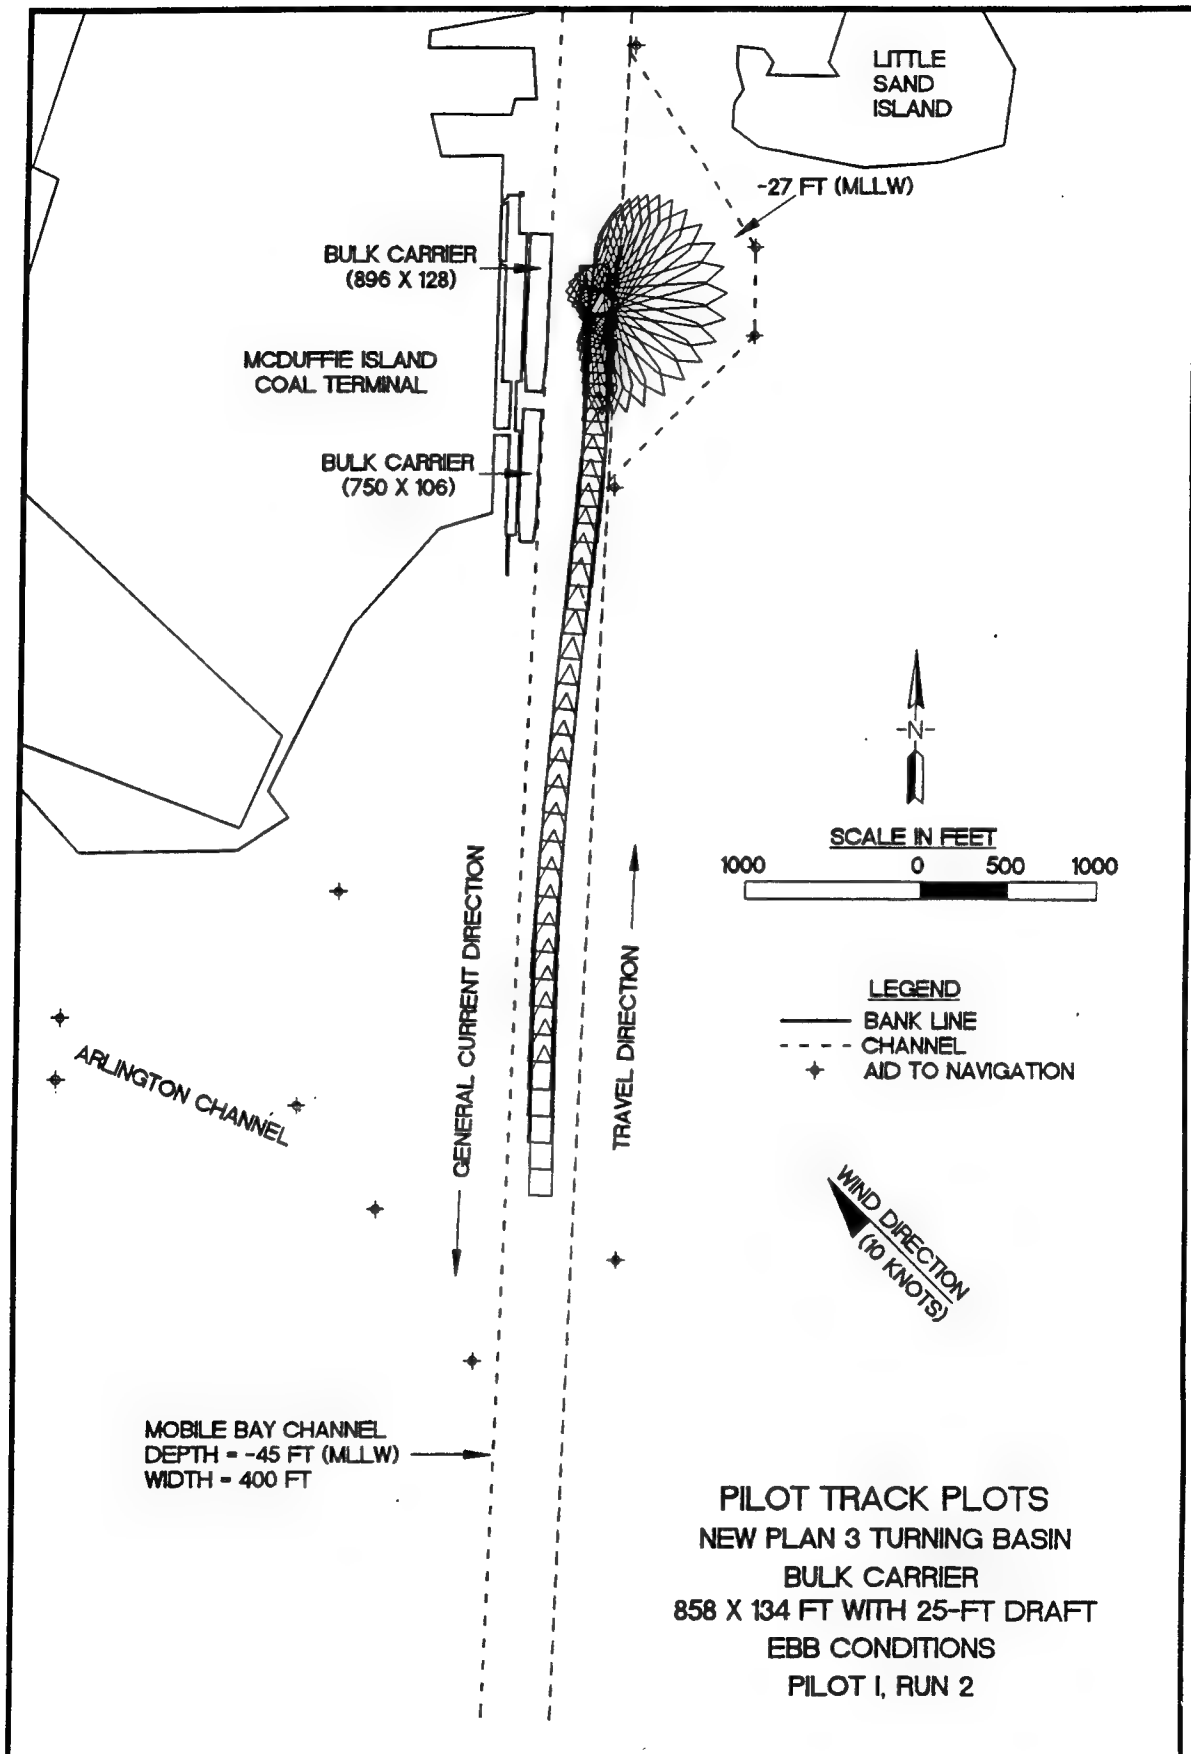 LITTLE
SAND
ISLAND
-27 FT (MLLW)
BULK CARRIER
(896 X 128)
MCDUFFIE ISLAND
COAL TERMINAL
BULK CARRIER
(750 X 106)
-N-
SCALE IN FEET
1000 0 500 1000
GENERAL CURRENT DIRECTION
TRAVEL DIRECTION
LEGEND
BANK LINE
CHANNEL
AID TO NAVIGATION
ARLINGTON CHANNEL
WIND DIRECTION
(10 KNOTS)
MOBILE BAY CHANNEL
DEPTH = -45 FT (MLLW)
WIDTH = 400 FT
PILOT TRACK PLOTS
NEW PLAN 3 TURNING BASIN
BULK CARRIER
858 X 134 FT WITH 25-FT DRAFT
EBB CONDITIONS
PILOT I, RUN 2